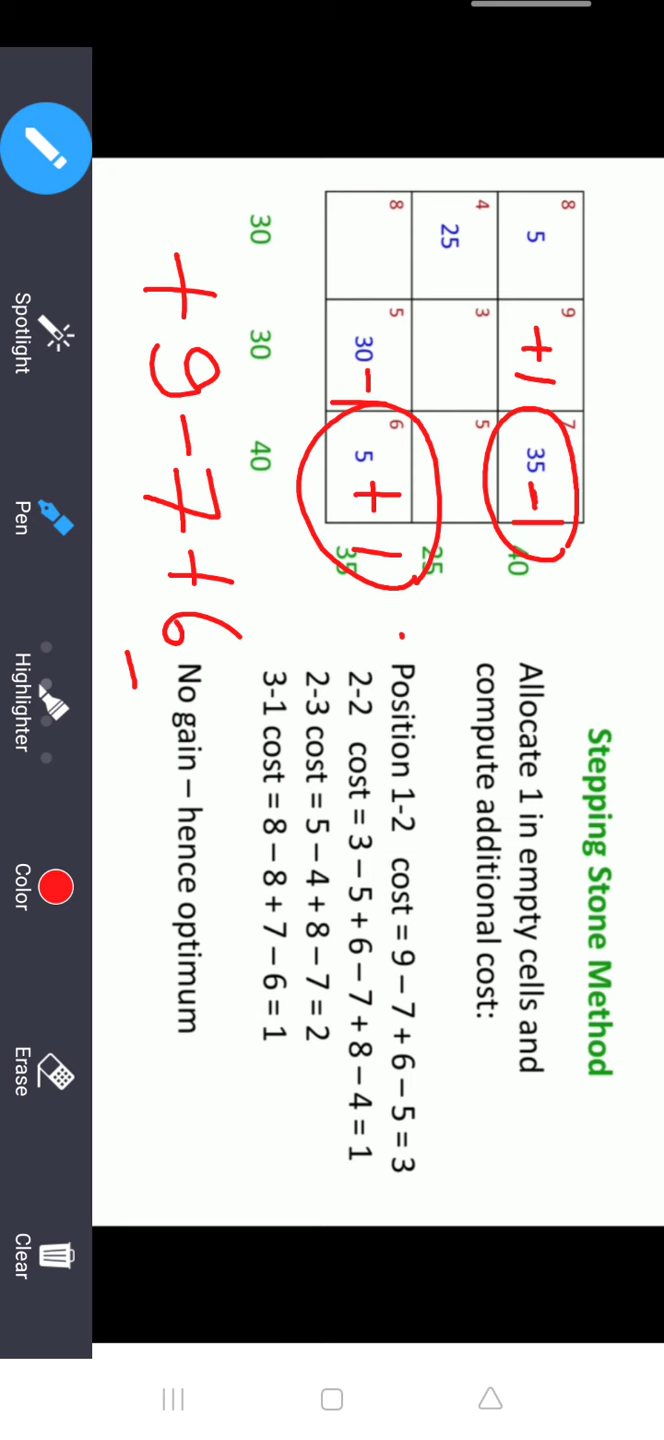 Stepping Stone Method
8 9 7
5 +1 35 -1 40
4 3 5
25 25
8 5 6
30 -1 5 +1 35
30 30 40
Allocate 1 in empty cells and
compute additional cost:
Position 1-2 cost = 9 – 7 + 6 – 5 = 3
2-2 cost = 3 – 5 + 6 – 7 + 8 – 4 = 1
2-3 cost = 5 – 4 + 8 – 7 = 2
3-1 cost = 8 – 8 + 7 – 6 = 1
No gain – hence optimum
+ 9 - 7 + 6 -
Spotlight
Pen
Highlighter
Color
Erase
Clear